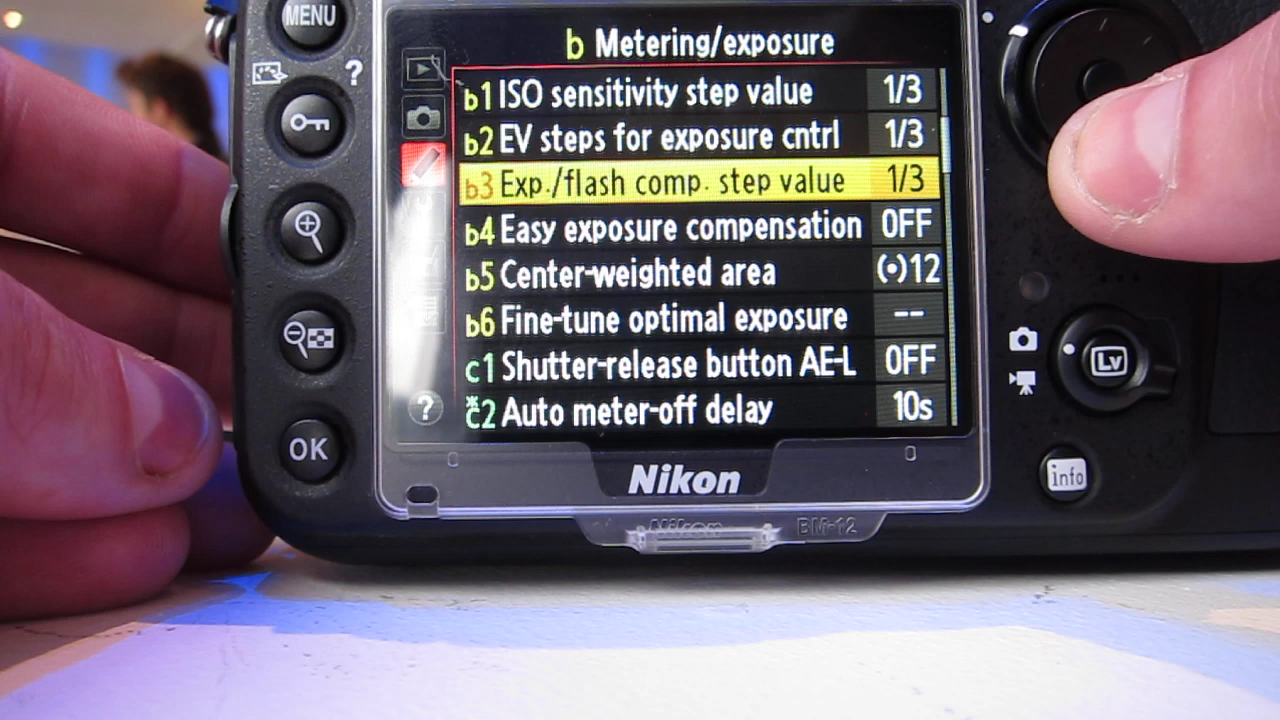 MENU
?
b Metering/exposure
b1 ISO sensitivity step value 1/3
b2 EV steps for exposure cntrl 1/3
b3 Exp./flash comp. step value 1/3
b4 Easy exposure compensation OFF
b5 Center-weighted area (•)12
b6 Fine-tune optimal exposure --
c1 Shutter-release button AE-L OFF
*c2 Auto meter-off delay 10s
?
OK
Lv
info
Nikon
Nikon BM-12